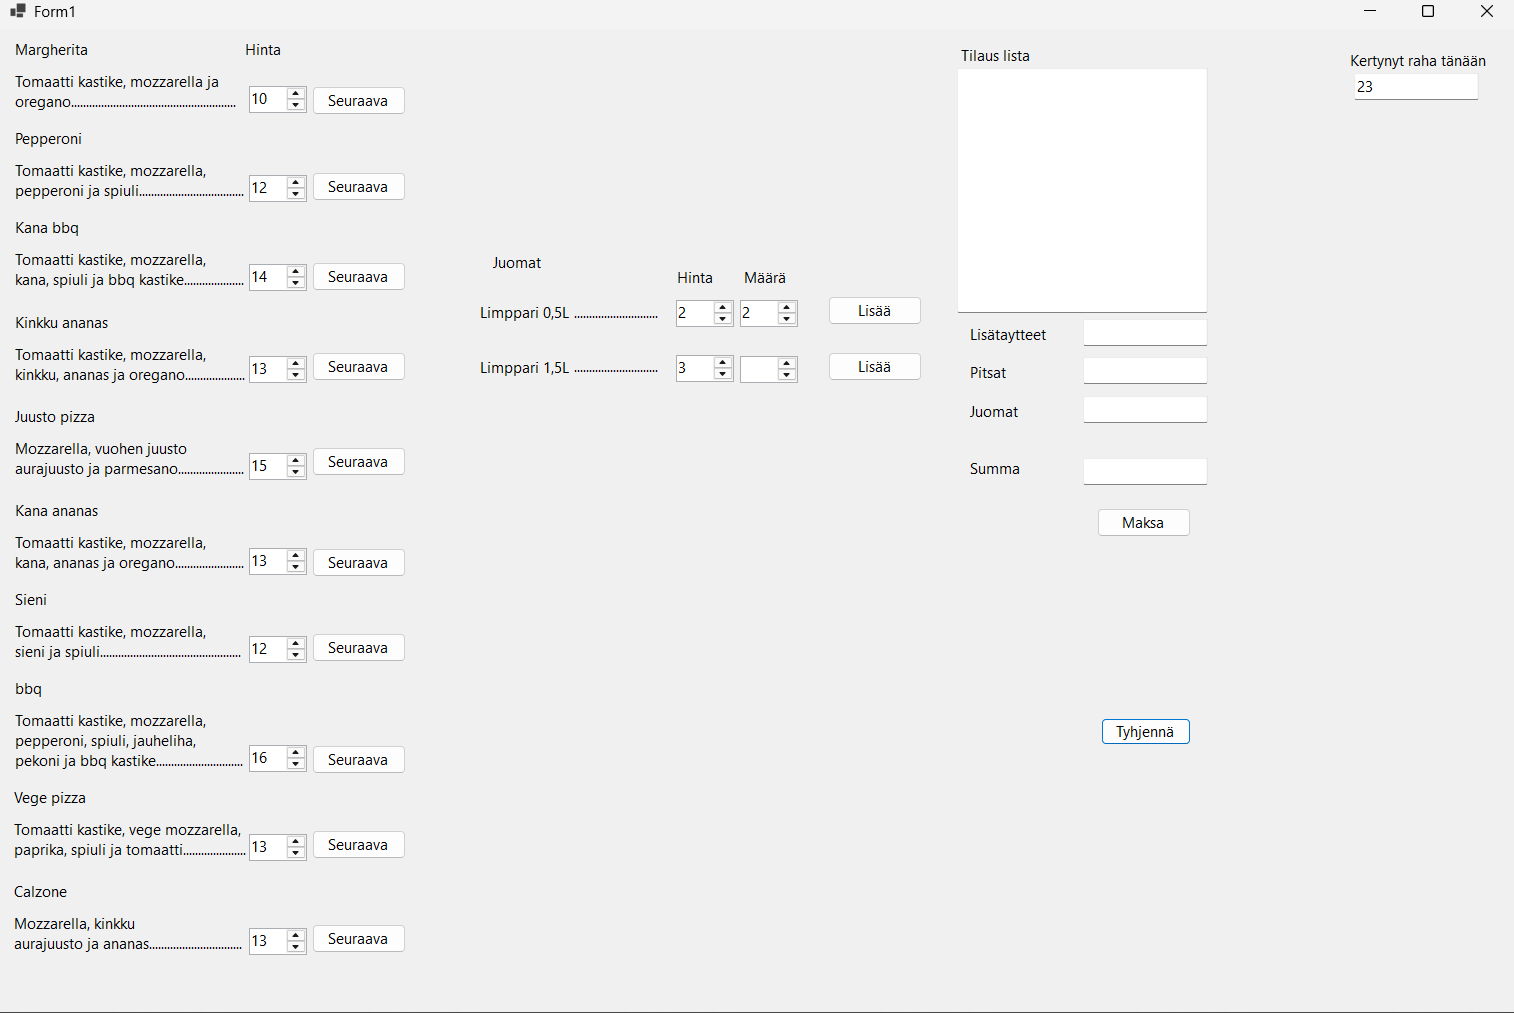 Form1
Margherita
Hinta
Tomaatti kastike, mozzarella ja
oregano.......................................................
10
Seuraava
Pepperoni
Tomaatti kastike, mozzarella,
pepperoni ja spiuli...................................
12
Seuraava
Kana bbq
Tomaatti kastike, mozzarella,
kana, spiuli ja bbq kastike....................
14
Seuraava
Kinkku ananas
Tomaatti kastike, mozzarella,
kinkku, ananas ja oregano....................
13
Seuraava
Juusto pizza
Mozzarella, vuohen juusto
aurajuusto ja parmesano......................
15
Seuraava
Kana ananas
Tomaatti kastike, mozzarella,
kana, ananas ja oregano.......................
13
Seuraava
Sieni
Tomaatti kastike, mozzarella,
sieni ja spiuli...............................................
12
Seuraava
bbq
Tomaatti kastike, mozzarella,
pepperoni, spiuli, jauheliha,
pekoni ja bbq kastike.............................
16
Seuraava
Vege pizza
Tomaatti kastike, vege mozzarella,
paprika, spiuli ja tomaatti.....................
13
Seuraava
Calzone
Mozzarella, kinkku
aurajuusto ja ananas...............................
13
Seuraava
Juomat
Hinta
Määrä
Limppari 0,5L ............................
2
2
Lisää
Limppari 1,5L ............................
3
Lisää
Tilaus lista
Lisätaytteet
Pitsat
Juomat
Summa
Maksa
Tyhjennä
Kertynyt raha tänään
23